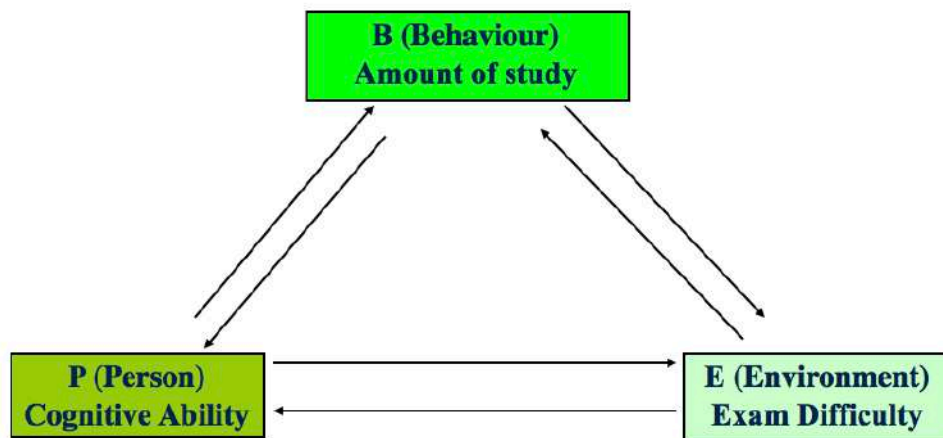 B (Behaviour)
Amount of study
P (Person)
Cognitive Ability
E (Environment)
Exam Difficulty